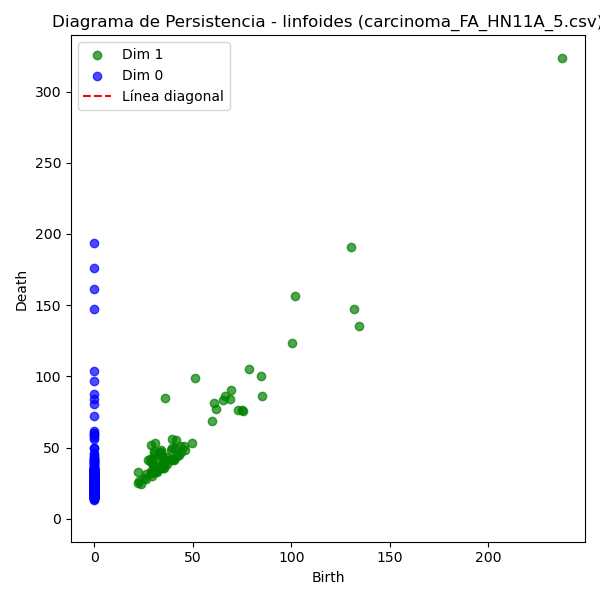 Diagrama de Persistencia - linfoides (carcinoma_FA_HN11A_5.csv)
Dim 1
Dim 0
Línea diagonal
Death
300
250
200
150
100
50
0
0 50 100 150 200
Birth